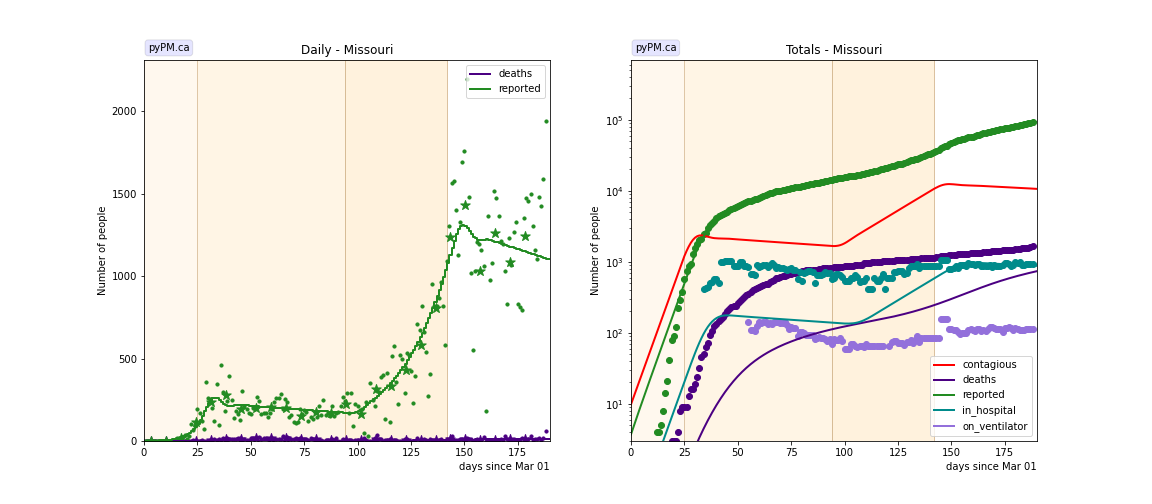 pyPM.ca
Daily - Missouri
deaths
reported
Number of people
2000
1500
1000
500
0
0 25 50 75 100 125 150 175
days since Mar 01
pyPM.ca
Totals - Missouri
Number of people
10^5
10^4
10^3
10^2
10^1
contagious
deaths
reported
in_hospital
on_ventilator
0 25 50 75 100 125 150 175
days since Mar 01